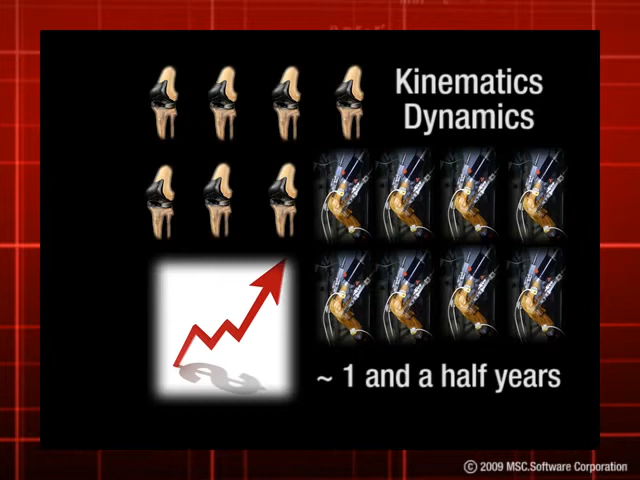 Kinematics
Dynamics
~ 1 and a half years
© 2009 MSC.Software Corporation